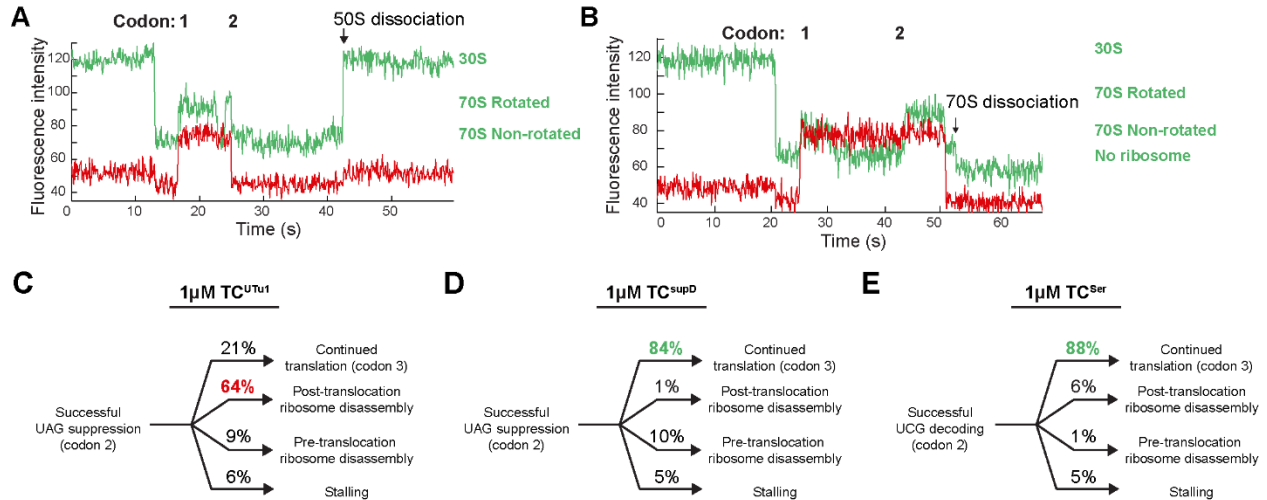 A
Codon: 1 2
50S dissociation
Fluorescence intensity
120
100
80
60
40
0 10 20 30 40 50
Time (s)
30S
70S Rotated
70S Non-rotated
B
Codon: 1 2
70S dissociation
Fluorescence intensity
120
100
80
60
40
0 10 20 30 40 50 60
Time (s)
30S
70S Rotated
70S Non-rotated
No ribosome
C
1µM TC^UTu1
Successful
UAG suppression
(codon 2)
21%
Continued
translation (codon 3)
64%
Post-translocation
ribosome disassembly
9%
Pre-translocation
ribosome disassembly
6%
Stalling
D
1µM TC^supD
Successful
UAG suppression
(codon 2)
84%
Continued
translation (codon 3)
1%
Post-translocation
ribosome disassembly
10%
Pre-translocation
ribosome disassembly
5%
Stalling
E
1µM TC^Ser
Successful
UCG decoding
(codon 2)
88%
Continued
translation (codon 3)
6%
Post-translocation
ribosome disassembly
1%
Pre-translocation
ribosome disassembly
5%
Stalling